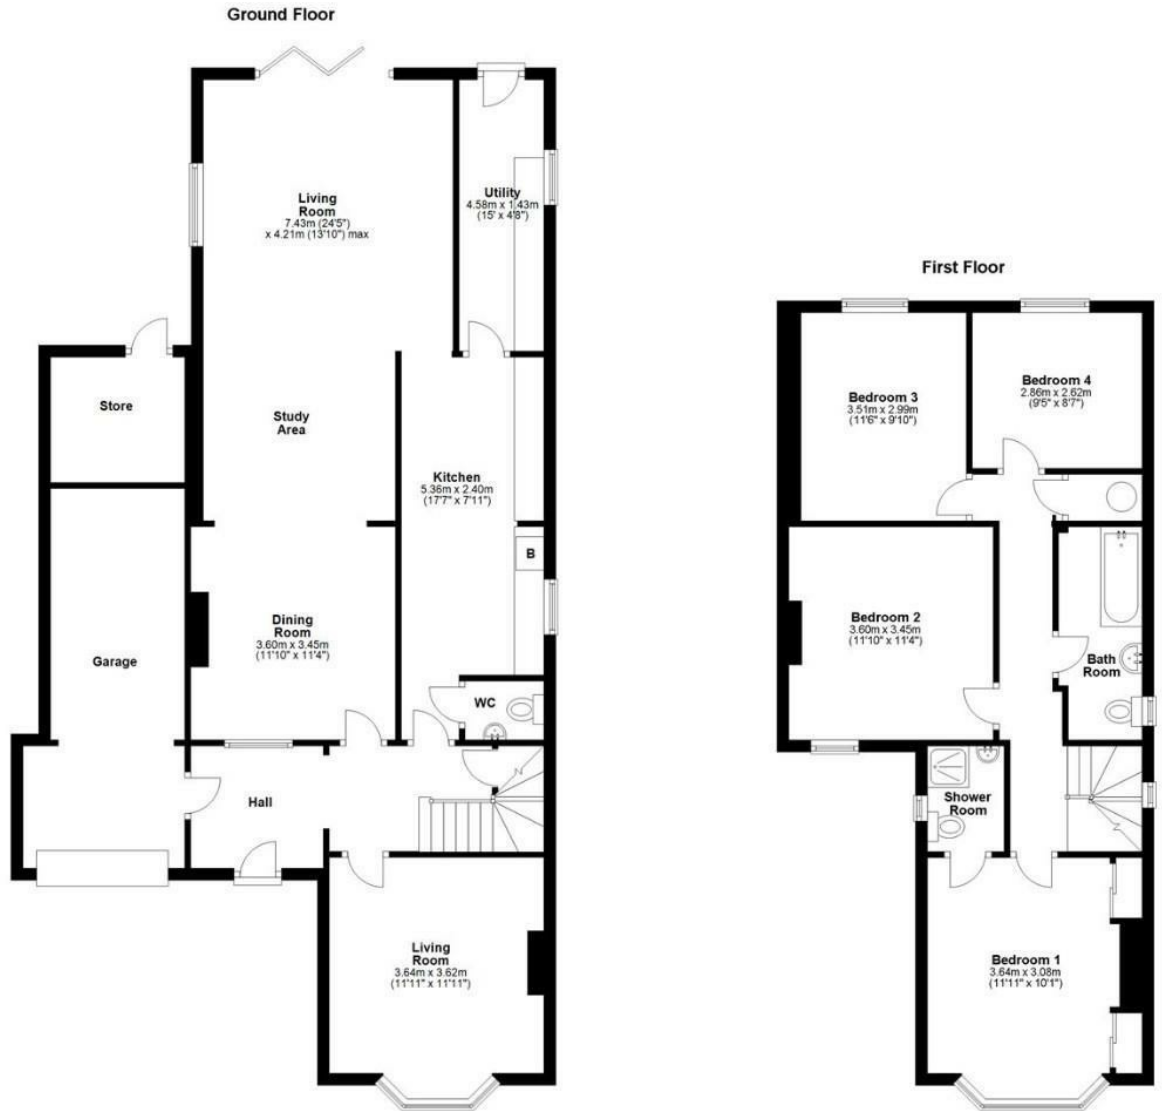 Ground Floor
Living
Room
7.43m (24'5")
x 4.21m (13'10") max
Utility
4.58m x 1.43m
(15' x 4'8")
Store
Study
Area
Kitchen
5.36m x 2.40m
(17'7" x 7'11")
B
Dining
Room
3.60m x 3.45m
(11'10" x 11'4")
Garage
WC
Hall
Living
Room
3.64m x 3.62m
(11'11" x 11'11")
First Floor
Bedroom 3
3.51m x 2.99m
(11'6" x 9'10")
Bedroom 4
2.86m x 2.62m
(9'5" x 8'7")
Bedroom 2
3.60m x 3.45m
(11'10" x 11'4")
Bath
Room
Shower
Room
Bedroom 1
3.64m x 3.08m
(11'11" x 10'1")